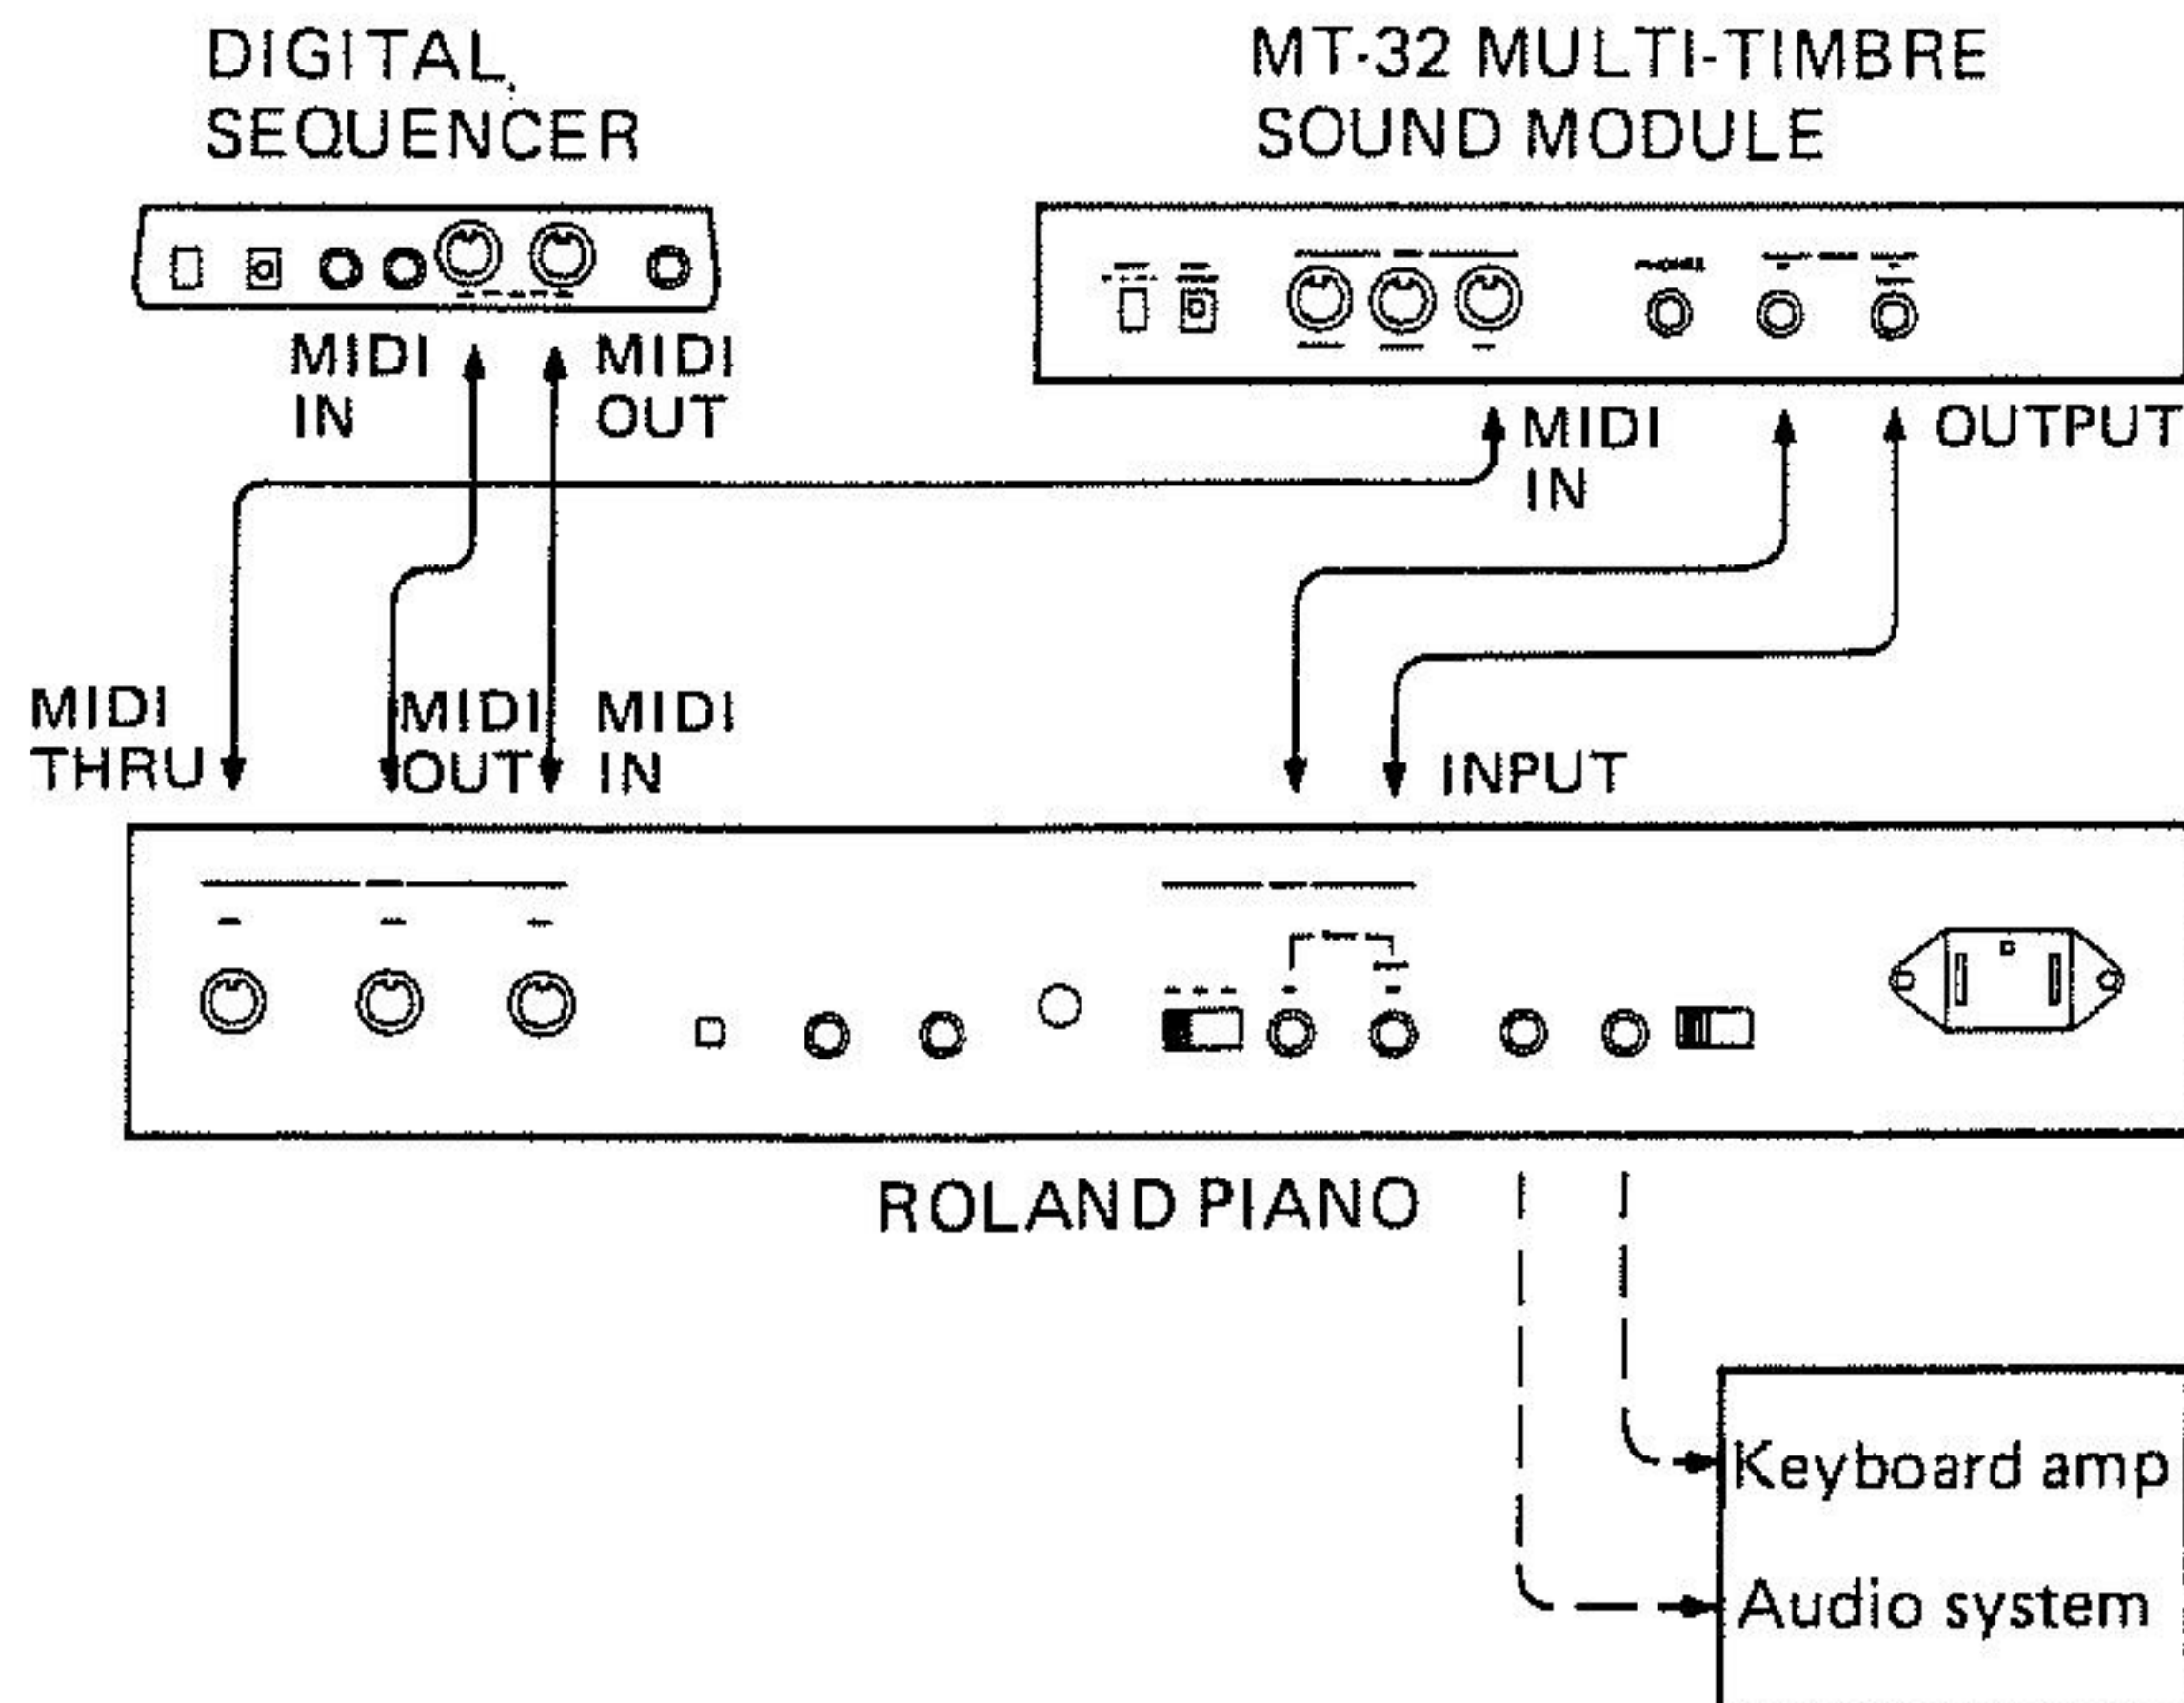 DIGITAL
SEQUENCER
MT-32 MULTI-TIMBRE
SOUND MODULE
PHONES
MIDI
IN
MIDI
OUT
MIDI
IN
OUTPUT
MIDI
THRU
MIDI
OUT
MIDI
IN
INPUT
ROLAND PIANO
Keyboard amp
Audio system